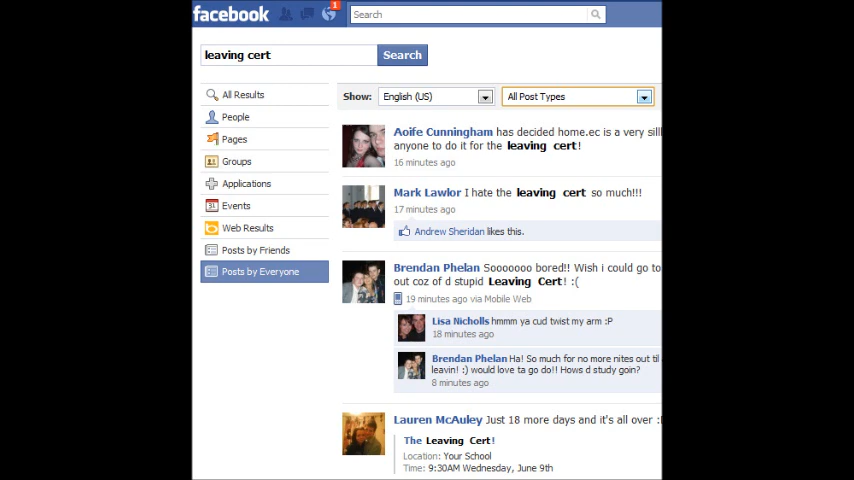 facebook
1
Search
leaving cert
Search
All Results
People
Pages
Groups
Applications
Events
Web Results
Posts by Friends
Posts by Everyone
Show:
English (US)
All Post Types
Aoife Cunningham has decided home.ec is a very
anyone to do it for the leaving cert!
16 minutes ago
Mark Lawlor I hate the leaving cert so much!!!
17 minutes ago
Andrew Sheridan likes this.
Brendan Phelan Sooooooo bored!! Wish i could go to
out coz of d stupid Leaving Cert! :(
19 minutes ago via Mobile Web
Lisa Nicholls hmmm ya cud twist my arm :P
18 minutes ago
Brendan Phelan Ha! So much for no more nites out til
leavin! :) would love ta go do!! Hows d study goin?
8 minutes ago
Lauren McAuley Just 18 more days and it's all over
The Leaving Cert!
Location: Your School
Time: 9:30AM Wednesday, June 9th